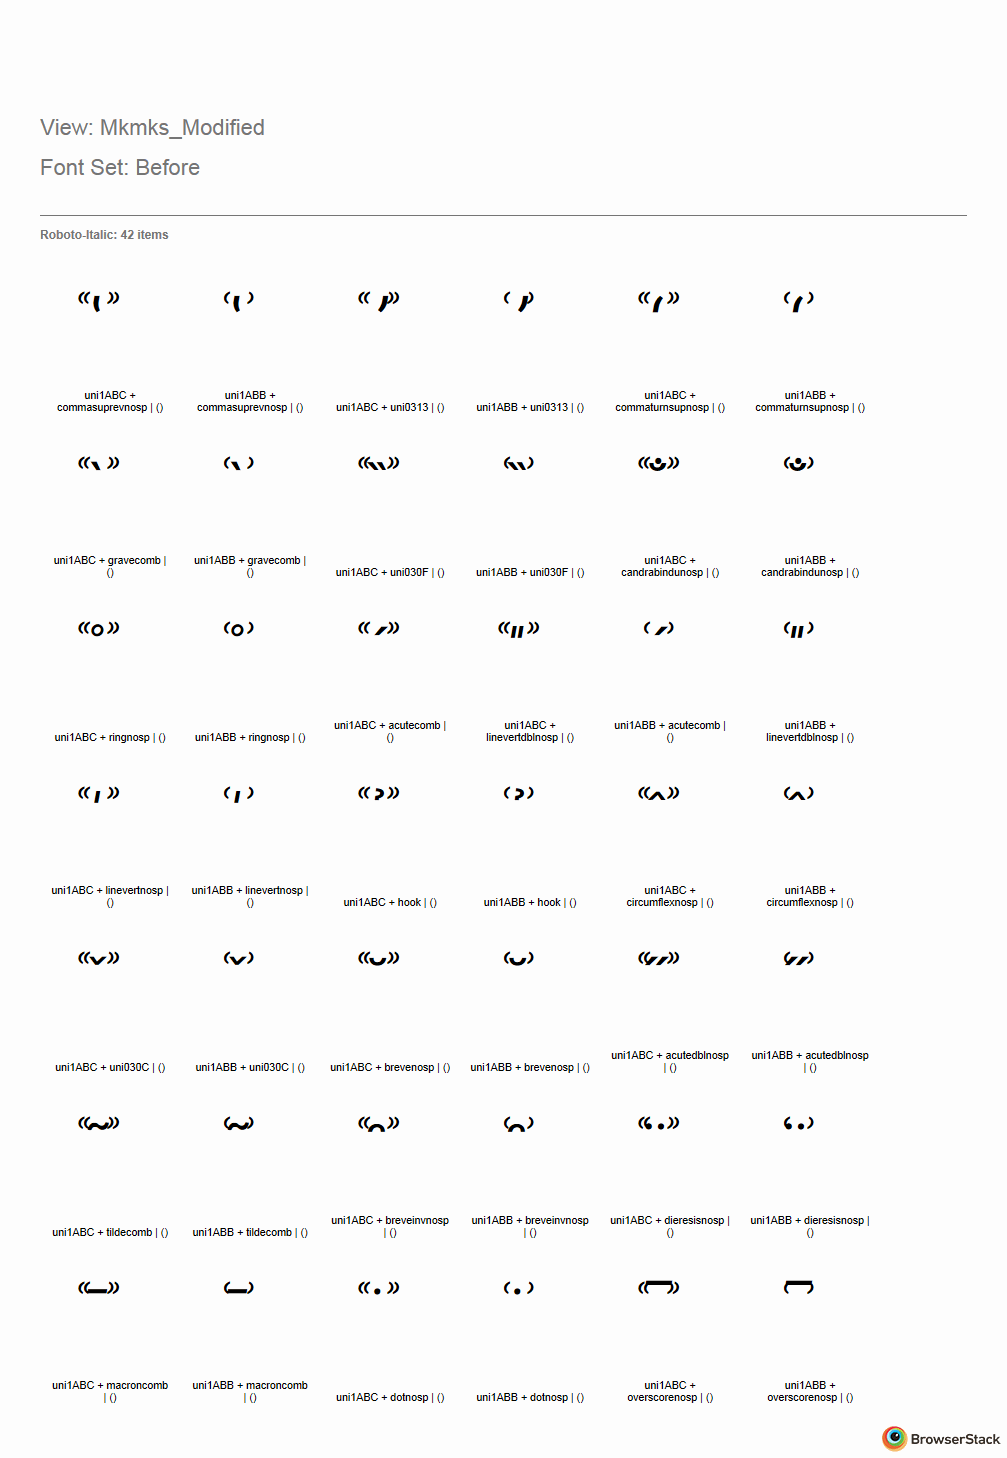 View: Mkmks_Modified
Font Set: Before
Roboto-Italic: 42 items
uni1ABC +
commasuprevnosp | ()
uni1ABB +
commasuprevnosp | ()
uni1ABC + uni0313 | ()
uni1ABB + uni0313 | ()
uni1ABC +
commaturnsupnosp | ()
uni1ABB +
commaturnsupnosp | ()
uni1ABC + gravecomb |
()
uni1ABB + gravecomb |
()
uni1ABC + uni030F | ()
uni1ABB + uni030F | ()
uni1ABC +
candrabindunosp | ()
uni1ABB +
candrabindunosp | ()
uni1ABC + ringnosp | ()
uni1ABB + ringnosp | ()
uni1ABC + acutecomb |
()
uni1ABC +
linevertdblnosp | ()
uni1ABB + acutecomb |
()
uni1ABB +
linevertdblnosp | ()
uni1ABC + linevertnosp |
()
uni1ABB + linevertnosp |
()
uni1ABC + hook | ()
uni1ABB + hook | ()
uni1ABC +
circumflexnosp | ()
uni1ABB +
circumflexnosp | ()
uni1ABC + uni030C | ()
uni1ABB + uni030C | ()
uni1ABC + brevenosp | ()
uni1ABB + brevenosp | ()
uni1ABC + acutedblnosp
| ()
uni1ABB + acutedblnosp
| ()
uni1ABC + tildecomb | ()
uni1ABB + tildecomb | ()
uni1ABC + breveinvnosp
| ()
uni1ABB + breveinvnosp
| ()
uni1ABC + dieresisnosp |
()
uni1ABB + dieresisnosp |
()
uni1ABC + macroncomb
| ()
uni1ABB + macroncomb
| ()
uni1ABC + dotnosp | ()
uni1ABB + dotnosp | ()
uni1ABC +
overscorenosp | ()
uni1ABB +
overscorenosp | ()
BrowserStack